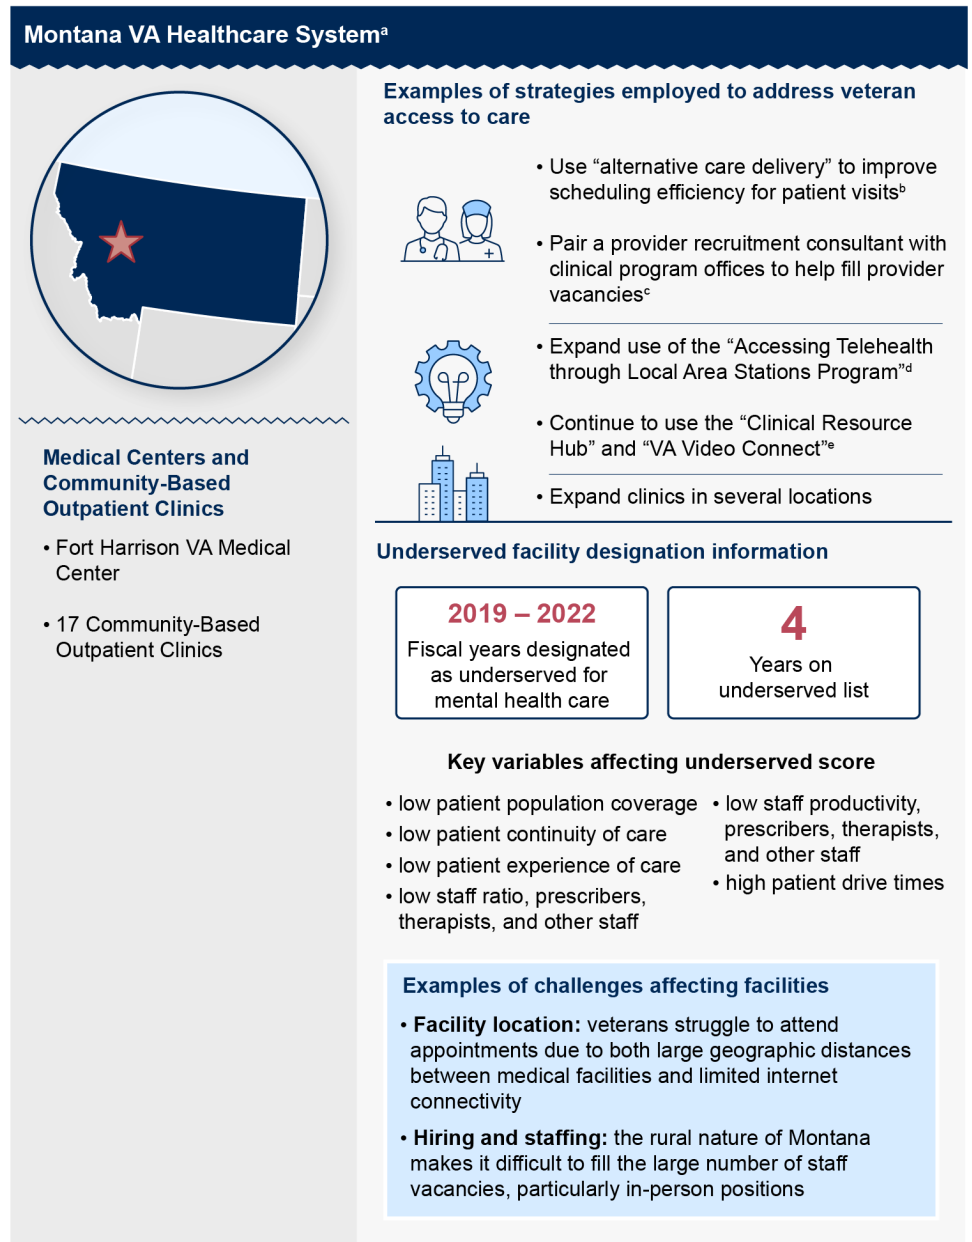 Montana VA Healthcare Systemᵃ
Medical Centers and
Community-Based
Outpatient Clinics
• Fort Harrison VA Medical
Center
• 17 Community-Based
Outpatient Clinics
Examples of strategies employed to address veteran
access to care
• Use “alternative care delivery” to improve
scheduling efficiency for patient visitsᵇ
• Pair a provider recruitment consultant with
clinical program offices to help fill provider
vacanciesᶜ
• Expand use of the “Accessing Telehealth
through Local Area Stations Program”ᵈ
• Continue to use the “Clinical Resource
Hub” and “VA Video Connect”ᵉ
• Expand clinics in several locations
Underserved facility designation information
2019 – 2022
Fiscal years designated
as underserved for
mental health care
4
Years on
underserved list
Key variables affecting underserved score
• low patient population coverage
• low patient continuity of care
• low patient experience of care
• low staff ratio, prescribers,
therapists, and other staff
• low staff productivity,
prescribers, therapists,
and other staff
• high patient drive times
Examples of challenges affecting facilities
• Facility location: veterans struggle to attend
appointments due to both large geographic distances
between medical facilities and limited internet
connectivity
• Hiring and staffing: the rural nature of Montana
makes it difficult to fill the large number of staff
vacancies, particularly in-person positions